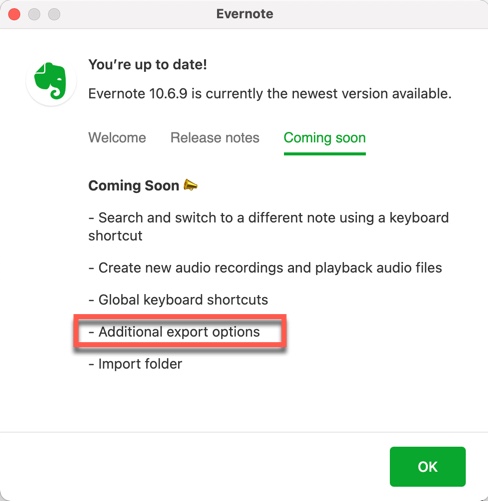 Evernote
You’re up to date!
Evernote 10.6.9 is currently the newest version available.
Welcome Release notes Coming soon
Coming Soon
- Search and switch to a different note using a keyboard
shortcut
- Create new audio recordings and playback audio files
- Global keyboard shortcuts
- Additional export options
- Import folder
OK